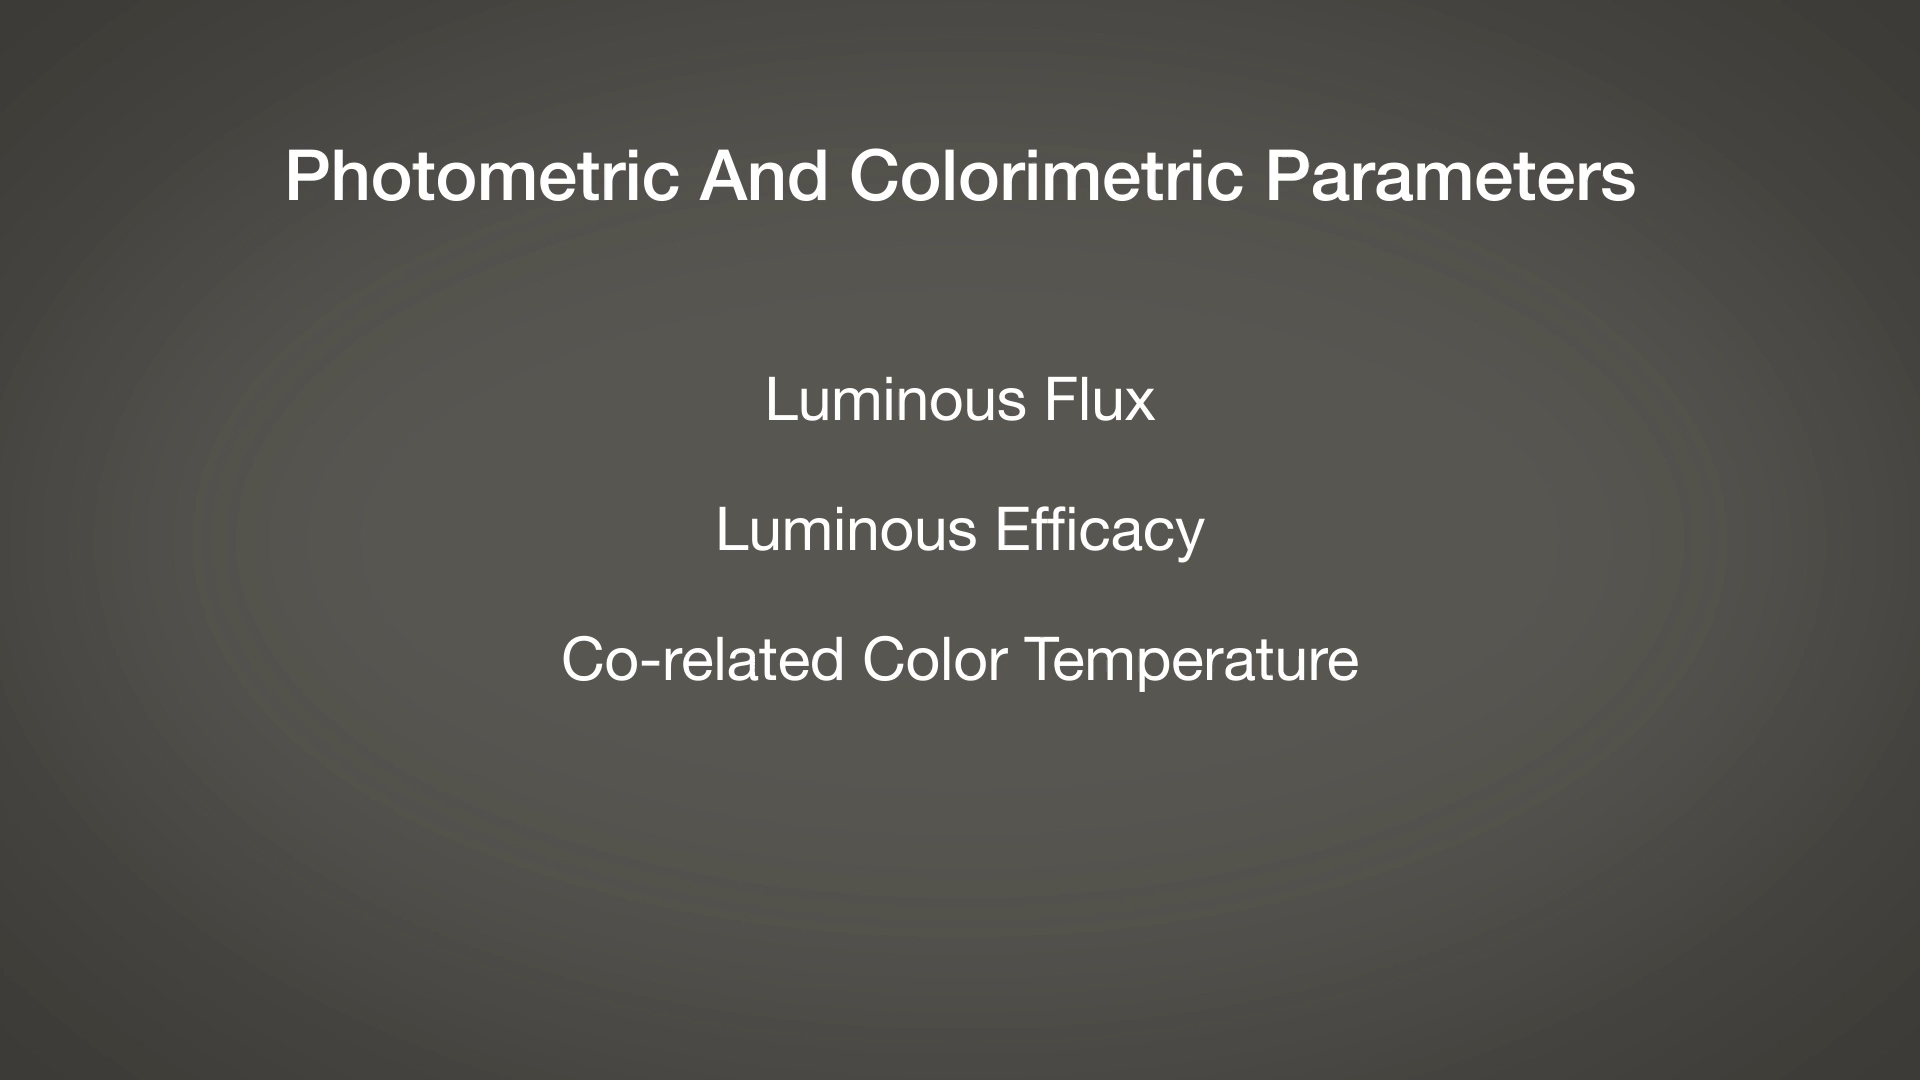 Photometric And Colorimetric Parameters
Luminous Flux
Luminous Efficacy
Co-related Color Temperature